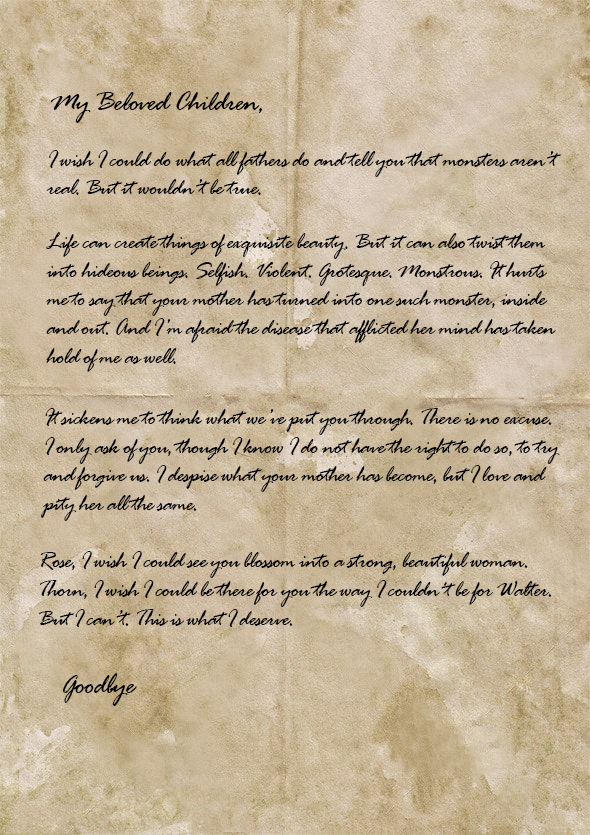 My Beloved Children,
I wish I could do what all fathers do and tell you that monsters aren't
real. But it wouldn't be true.
Life can create things of exquisite beauty. But it can also twist them
into hideous beings. Selfish. Violent. Grotesque. Monstrous. It hurts
me to say that your mother has turned into one such monster, inside
and out. And I'm afraid the disease that afflicted her mind has taken
hold of me as well.
It sickens me to think what we've put you through. There is no excuse.
I only ask of you, though I know I do not have the right to do so, to try
and forgive us. I despise what your mother has become, but I love and
pity her all the same.
Rose, I wish I could see you blossom into a strong, beautiful woman.
Thorn, I wish I could be there for you the way I couldn't be for Walter.
But I can't. This is what I deserve.
Goodbye